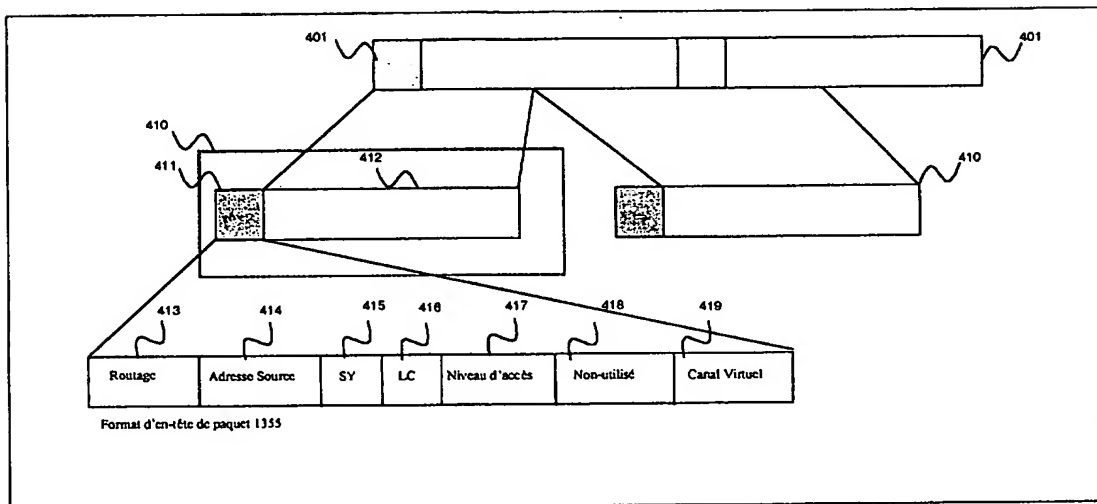 401
401
410
411
412
410
413
414
415
416
417
418
419
Routage
Adresse Source
SY
LC
Niveau d'accès
Non-utilisé
Canal Virtuel
Format d'en-tête de paquet 1355